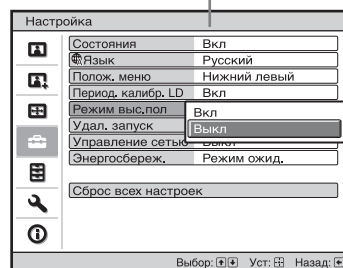 Настройка
Состояния Вкл
Язык Русский
Полож. меню Нижний левый
Период. калибр. LD Вкл
Режим выс.пол Вкл
Удал. запуск Выкл
Управление сетью Выкл
Энергосбереж. Режим ожид.
Сброс всех настроек
Выбор: Уст: Назад: